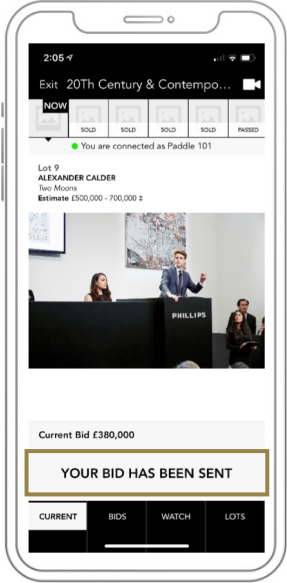 2:05
Exit 20Th Century & Contempo...
NOW
SOLD SOLD SOLD SOLD PASSED
You are connected as Paddle 101
Lot 9
ALEXANDER CALDER
Two Moons
Estimate £500,000 - 700,000 ‡
PHILLIPS
Current Bid £380,000
YOUR BID HAS BEEN SENT
CURRENT BIDS WATCH LOTS